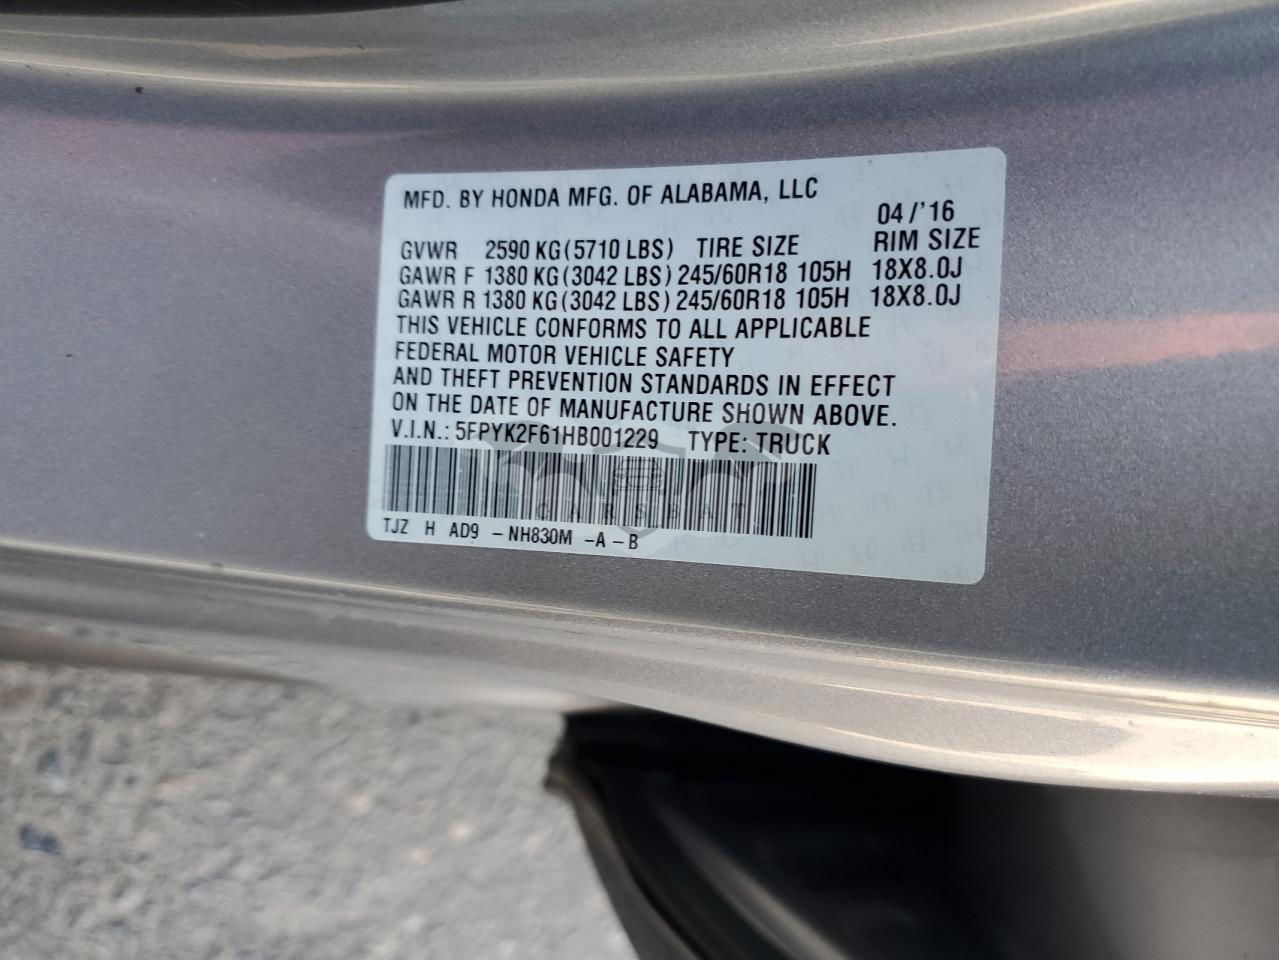 MFD. BY HONDA MFG. OF ALABAMA, LLC
04/'16
GVWR 2590 KG(5710 LBS) TIRE SIZE RIM SIZE
GAWR F 1380 KG(3042 LBS) 245/60R18 105H 18X8.0J
GAWR R 1380 KG(3042 LBS) 245/60R18 105H 18X8.0J
THIS VEHICLE CONFORMS TO ALL APPLICABLE
FEDERAL MOTOR VEHICLE SAFETY
AND THEFT PREVENTION STANDARDS IN EFFECT
ON THE DATE OF MANUFACTURE SHOWN ABOVE.
V.I.N.: 5FPYK2F61HB001229 TYPE: TRUCK
CARSBAT
TJZ H AD9 - NH830M - A - B